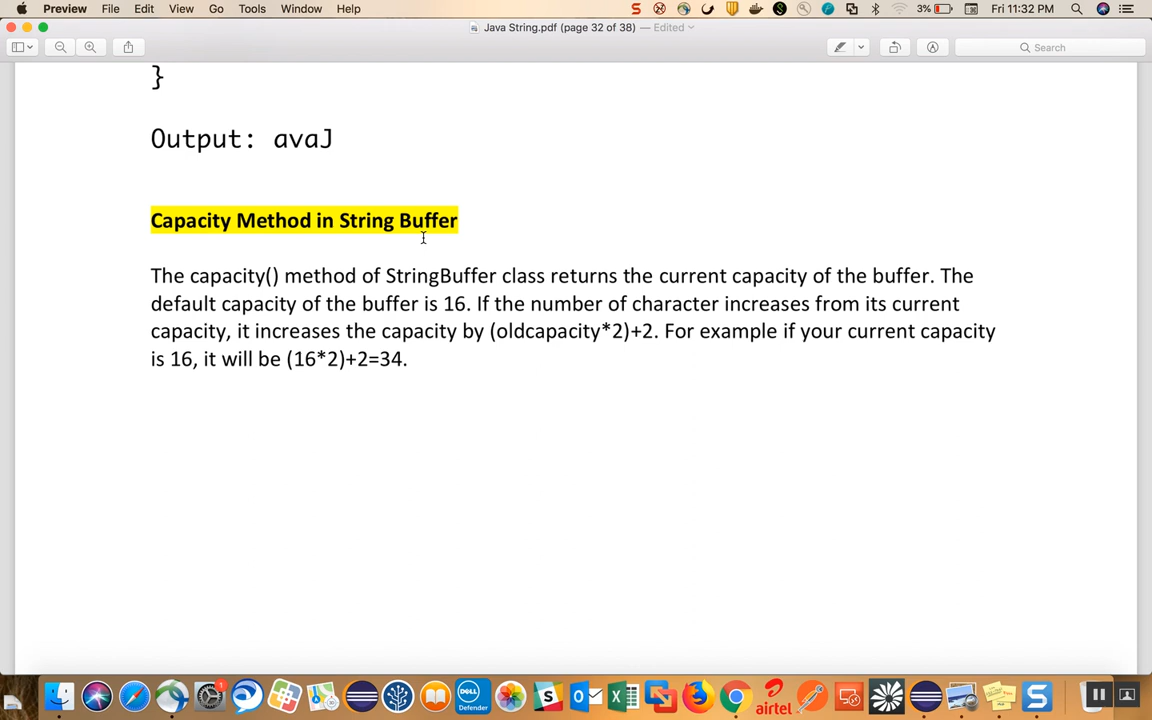 Preview File Edit View Go Tools Window Help 3% Fri 11:32 PM
Java String.pdf (page 32 of 38) — Edited
Search
}
Output: avaJ
Capacity Method in String Buffer
The capacity() method of StringBuffer class returns the current capacity of the buffer. The
default capacity of the buffer is 16. If the number of character increases from its current
capacity, it increases the capacity by (oldcapacity*2)+2. For example if your current capacity
is 16, it will be (16*2)+2=34.
DELL
Defender
airtel